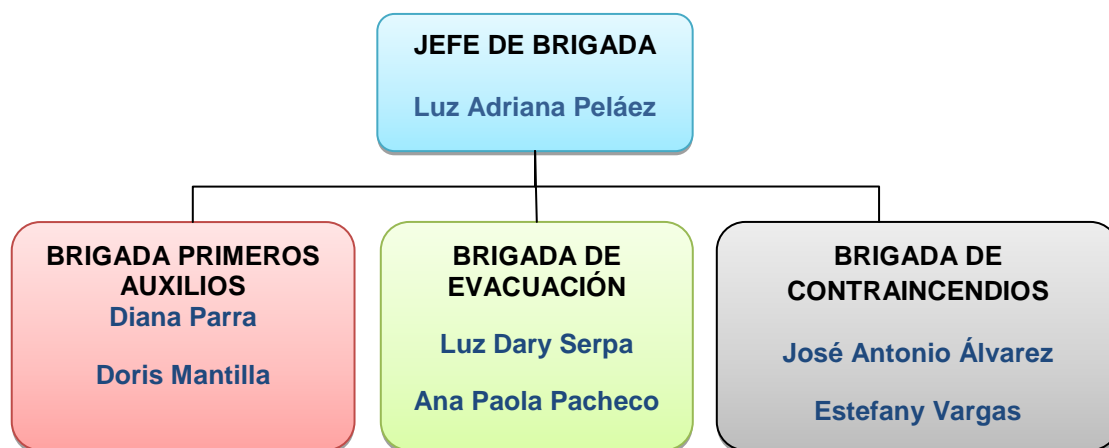 JEFE DE BRIGADA
Luz Adriana Peláez
BRIGADA PRIMEROS
AUXILIOS
Diana Parra
Doris Mantilla
BRIGADA DE
EVACUACIÓN
Luz Dary Serpa
Ana Paola Pacheco
BRIGADA DE
CONTRAINCENDIOS
José Antonio Álvarez
Estefany Vargas